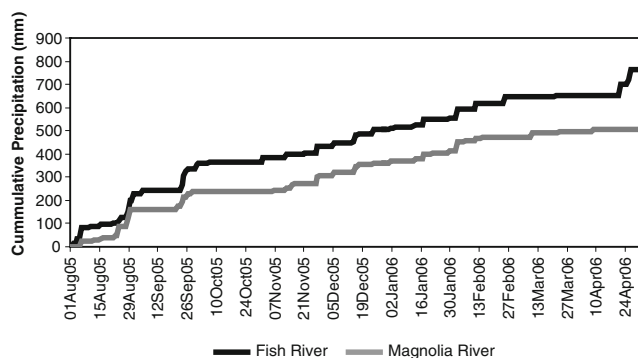 Cummulative Precipitation (mm)
900
800
700
600
500
400
300
200
100
0
01Aug05
15Aug05
29Aug05
12Sep05
26Sep05
10Oct05
24Oct05
07Nov05
21Nov05
05Dec05
19Dec05
02Jan06
16Jan06
30Jan06
13Feb06
27Feb06
13Mar06
27Mar06
10Apr06
24Apr06
Fish River
Magnolia River